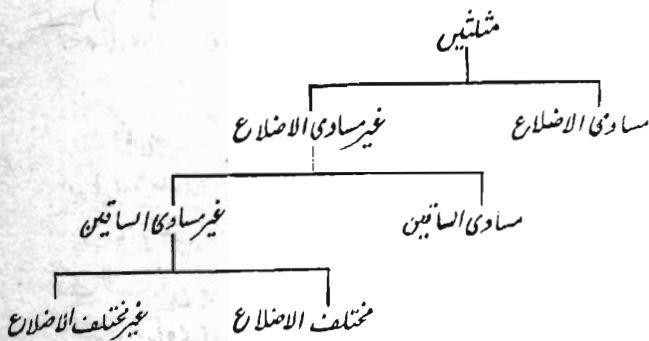 مثلثیں
مساوی الاضلاع
غیر مساوی الاضلاع
مساوی الساقین
غیر مساوی الساقین
مختلف الاضلاع
غیر مختلف الاضلاع